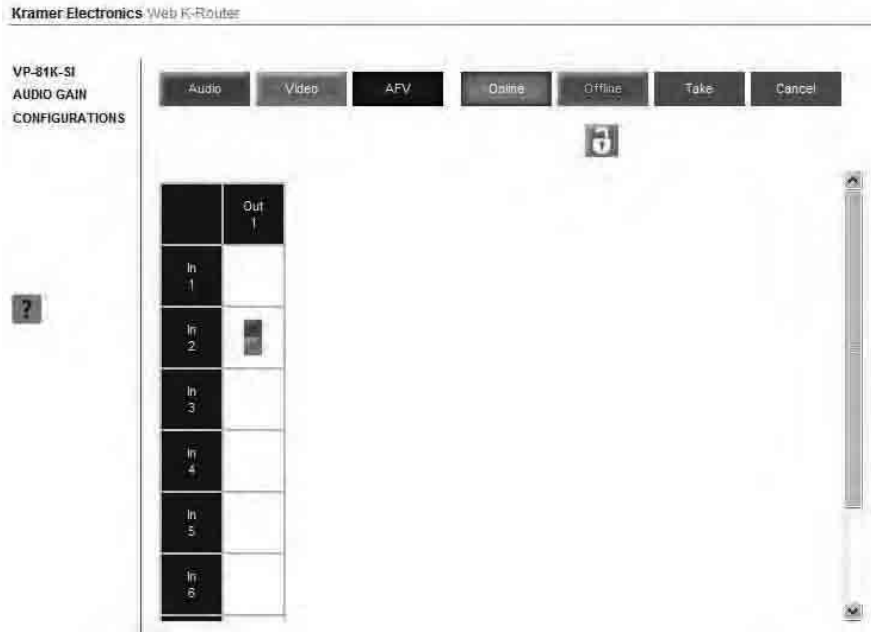 Kramer Electronics Web K-Router
VP-81K-SI
AUDIO GAIN
CONFIGURATIONS
Audio Video AFV Online Offline Take Cancel
Out
1
In
1
?
In
2
In
3
In
4
In
5
In
6